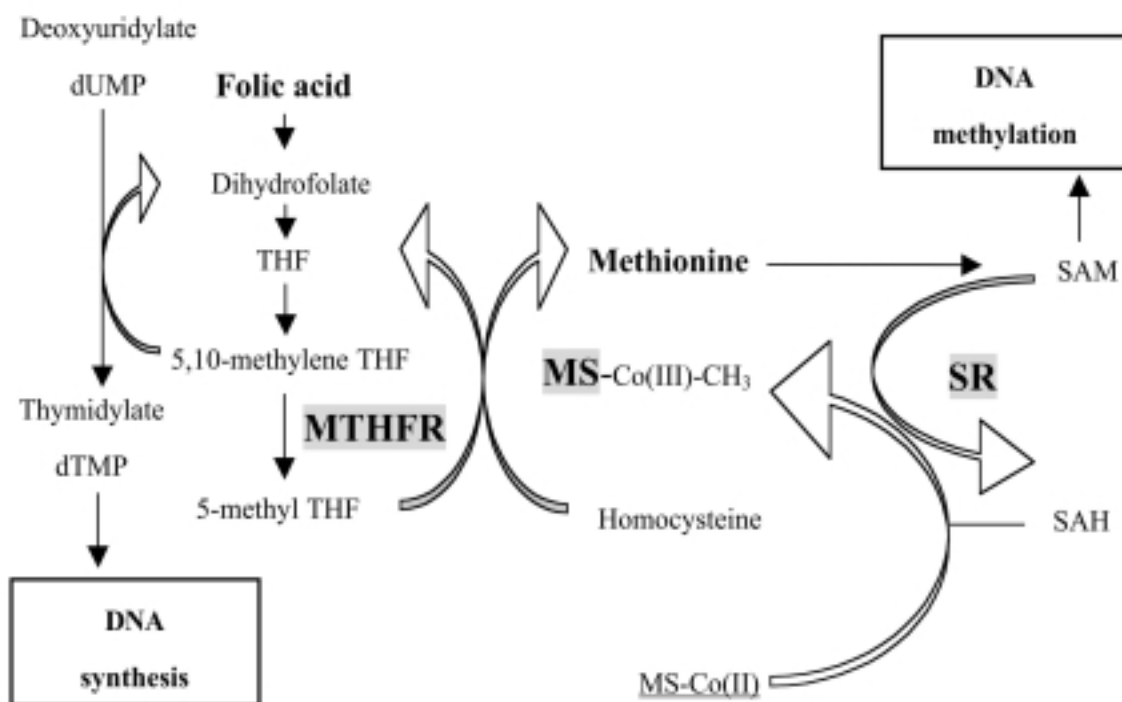 Deoxyuridylate
dUMP
Folic acid
Dihydrofolate
THF
5,10-methylene THF
Thymidylate
MTHFR
dTMP
5-methyl THF
DNA
synthesis
Methionine
MS-Co(III)-CH₃
Homocysteine
MS-Co(II)
DNA
methylation
SAM
SR
SAH